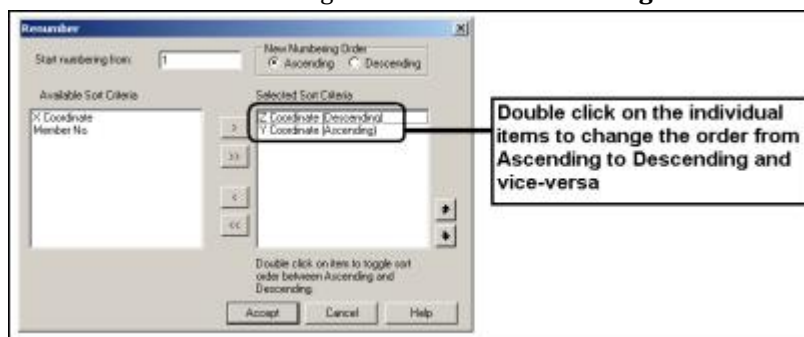 Renumber
Start numbering from: 1
New Numbering Order
Ascending Descending
Available Sort Criteria
X Coordinate
Member No.
>
>>
<
<<
Selected Sort Criteria
Z Coordinate (Descending)
Y Coordinate (Ascending)
Double click on item to toggle sort
order between Ascending and
Descending.
Accept Cancel Help
Double click on the individual
items to change the order from
Ascending to Descending and
vice-versa